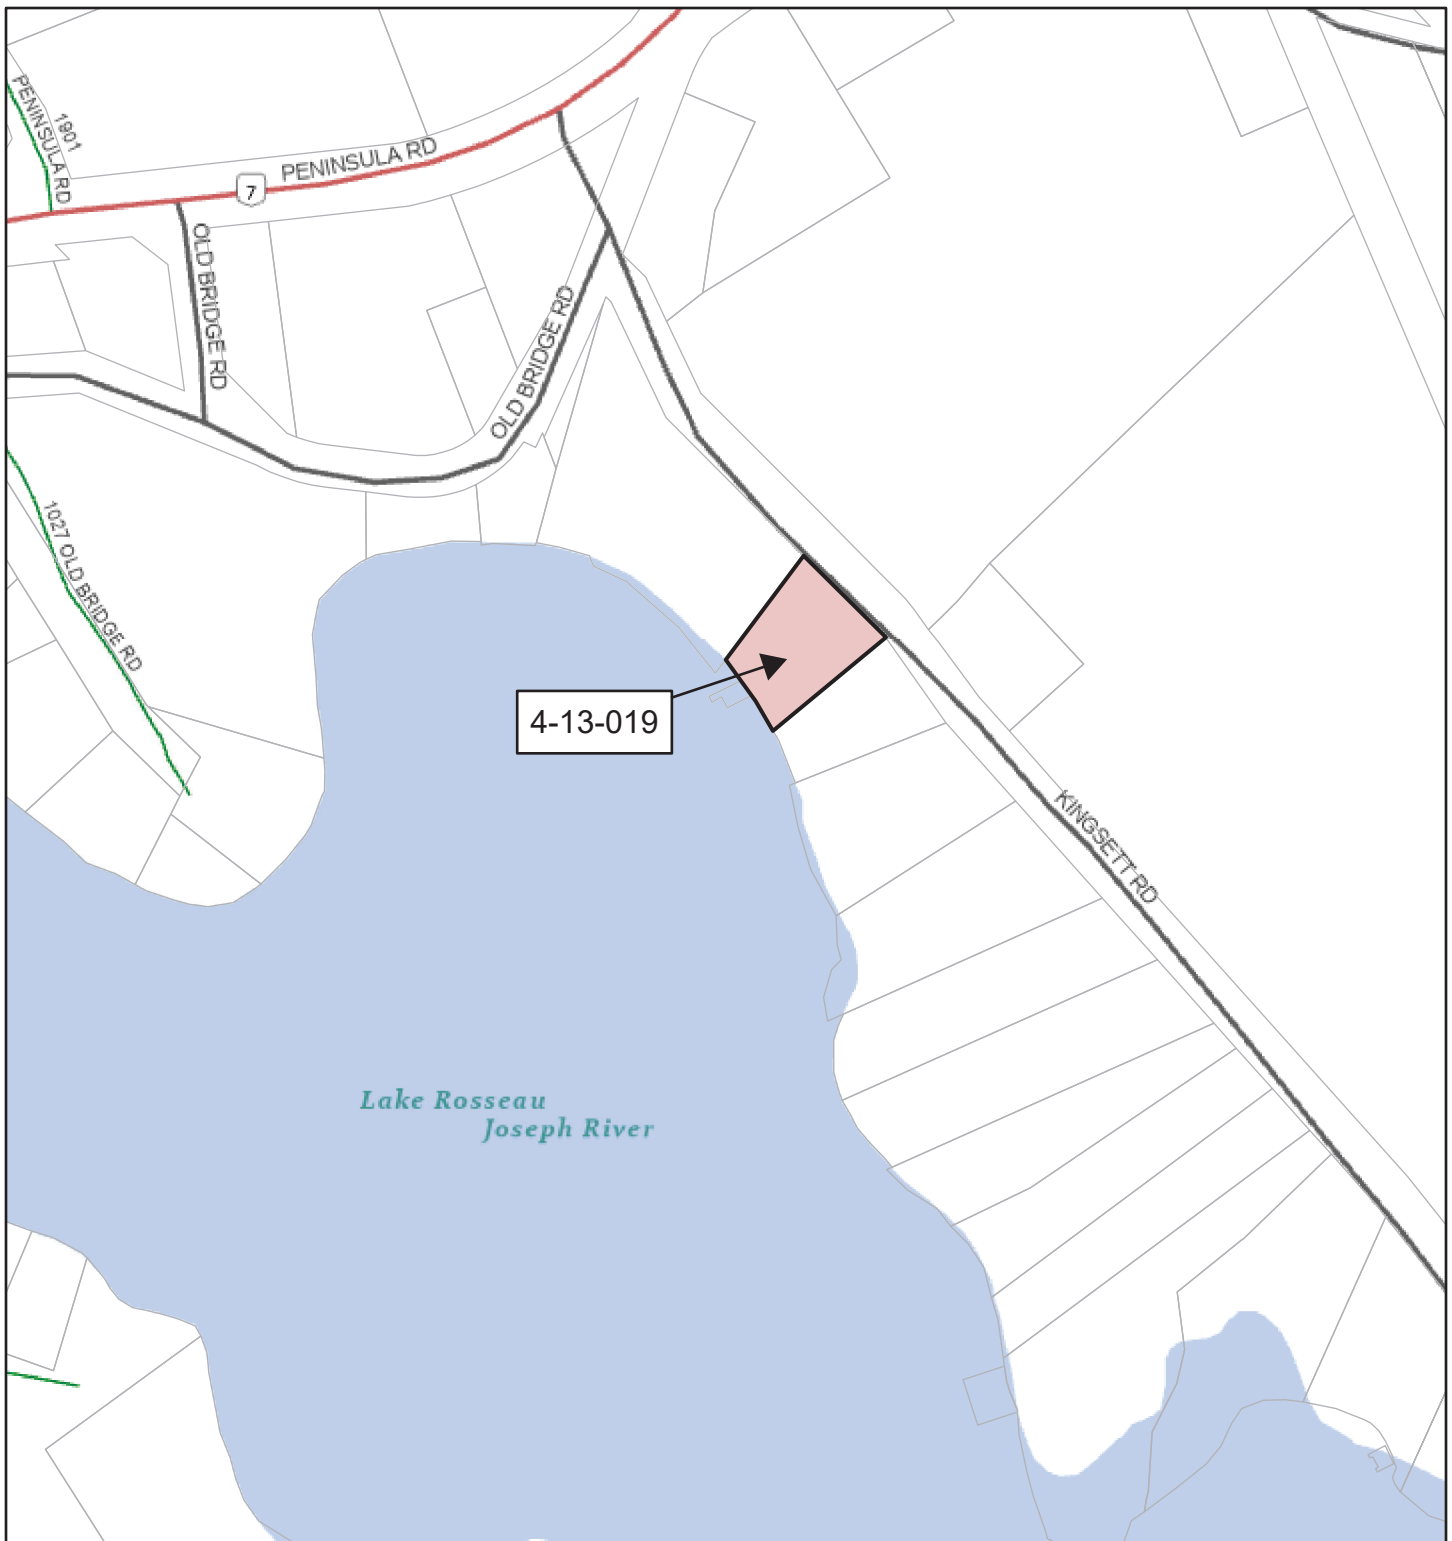 1901
PENINSULA RD
PENINSULA RD
7
OLD BRIDGE RD
OLD BRIDGE RD
1027 OLD BRIDGE RD
4-13-019
KINGSETT RD
Lake Rosseau
Joseph River